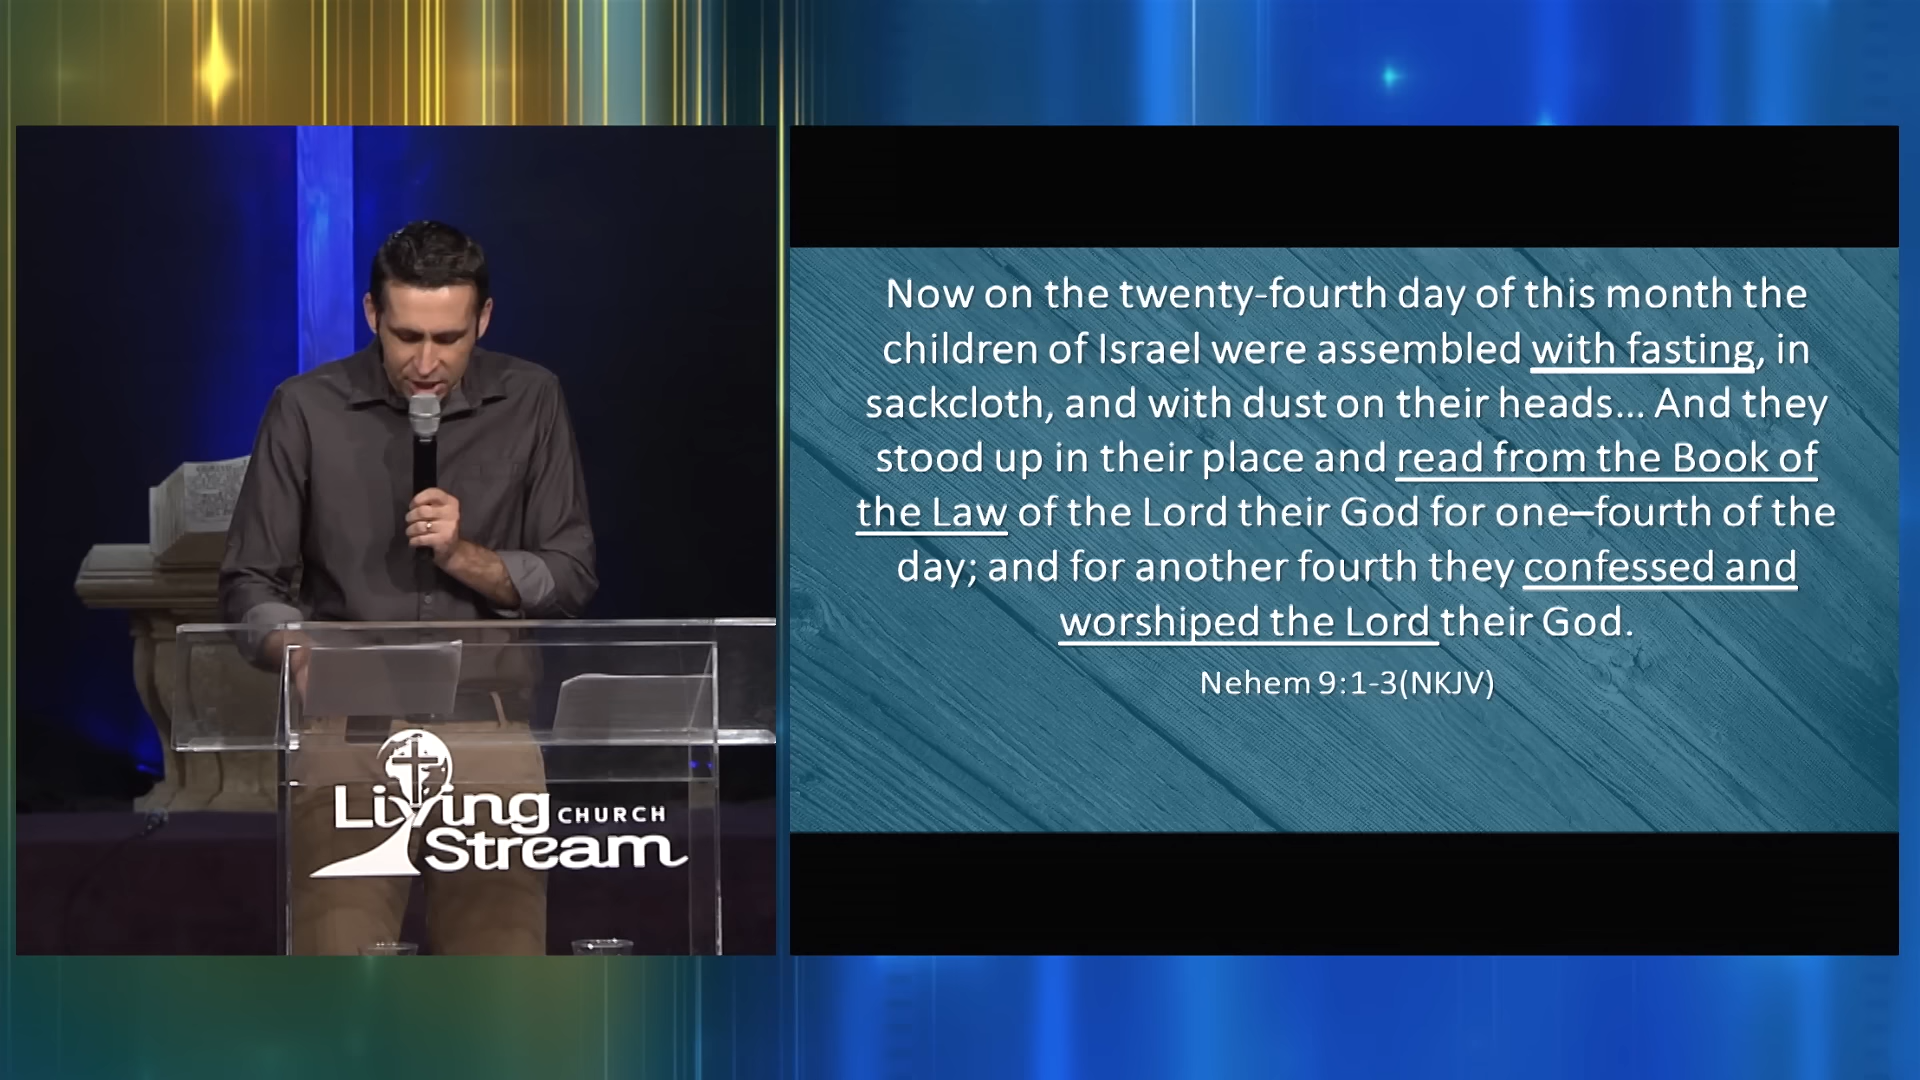 Now on the twenty-fourth day of this month the
children of Israel were assembled with fasting, in
sackcloth, and with dust on their heads... And they
stood up in their place and read from the Book of
the Law of the Lord their God for one–fourth of the
day; and for another fourth they confessed and
worshiped the Lord their God.
Nehem 9:1-3(NKJV)
Living CHURCH
Stream